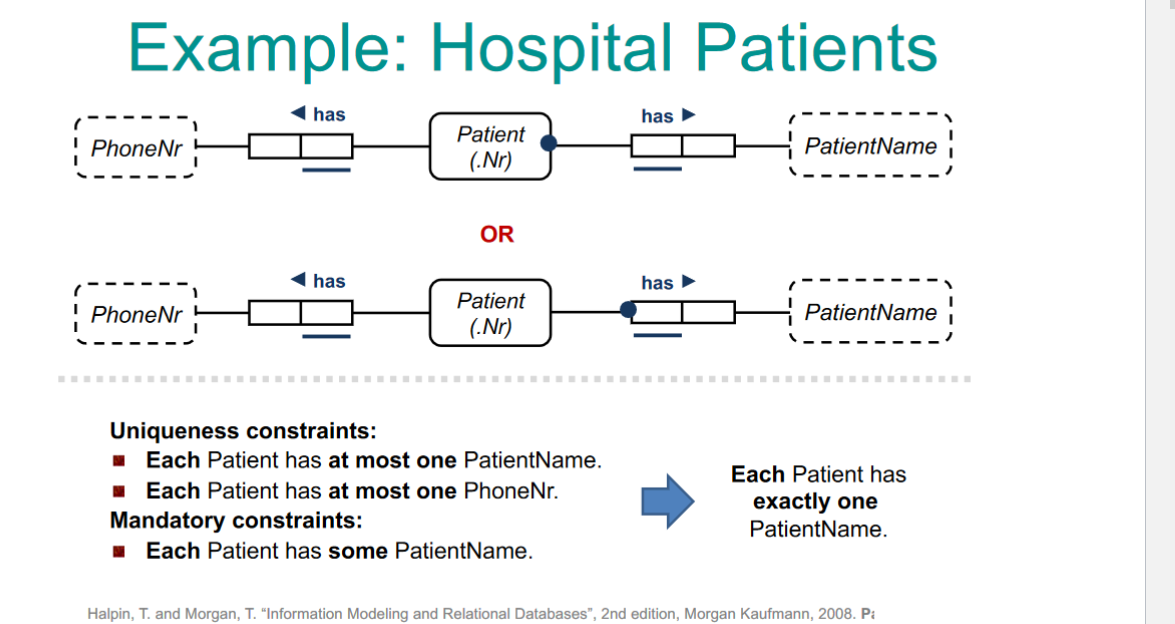 Example: Hospital Patients
◀ has
has ▶
PhoneNr
Patient
(.Nr)
PatientName
OR
◀ has
has ▶
PhoneNr
Patient
(.Nr)
PatientName
Uniqueness constraints:
Each Patient has at most one PatientName.
Each Patient has at most one PhoneNr.
Mandatory constraints:
Each Patient has some PatientName.
Each Patient has
exactly one
PatientName.
Halpin, T. and Morgan, T. “Information Modeling and Relational Databases”, 2nd edition, Morgan Kaufmann, 2008.